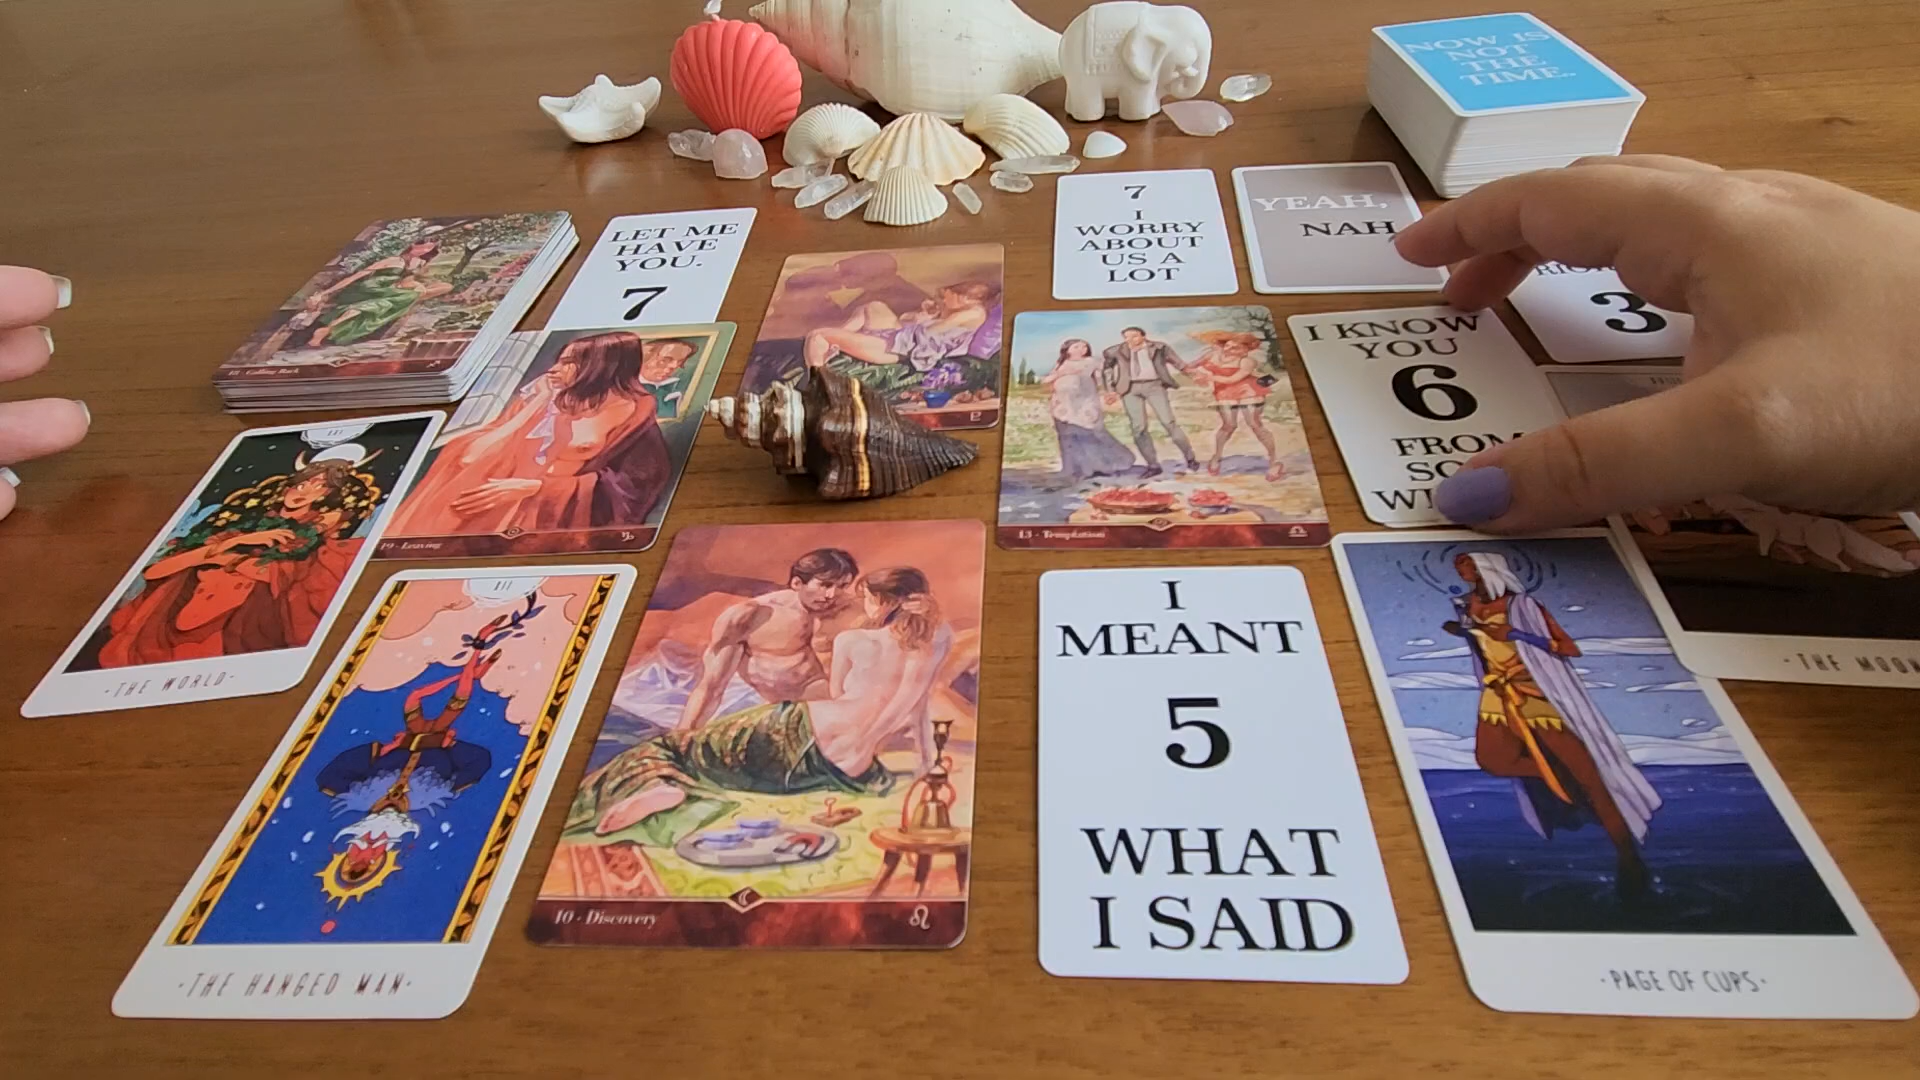 NOW IS
NOT
THE
TIME.
LET ME
HAVE
YOU.
7
7
I
WORRY
ABOUT
US A
LOT
YEAH,
NAH
3
I KNOW
YOU
6
FROM
13 - Temptation
19 - Leaving
·THE WORLD·
·THE HANGED MAN·
10 - Discovery
I
MEANT
5
WHAT
I SAID
·PAGE OF CUPS·
·THE MOON